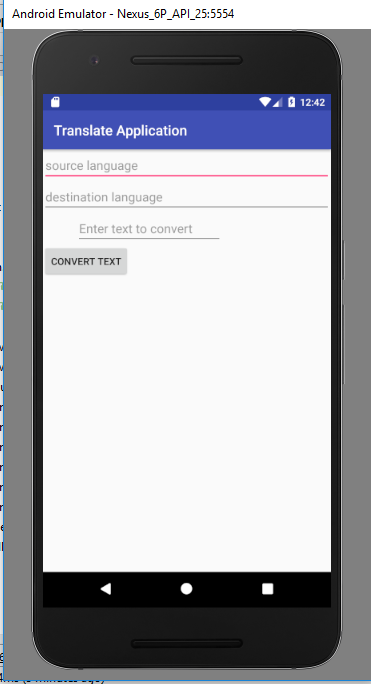 Android Emulator - Nexus_6P_API_25:5554
12:42
Translate Application
source language
destination language
Enter text to convert
CONVERT TEXT